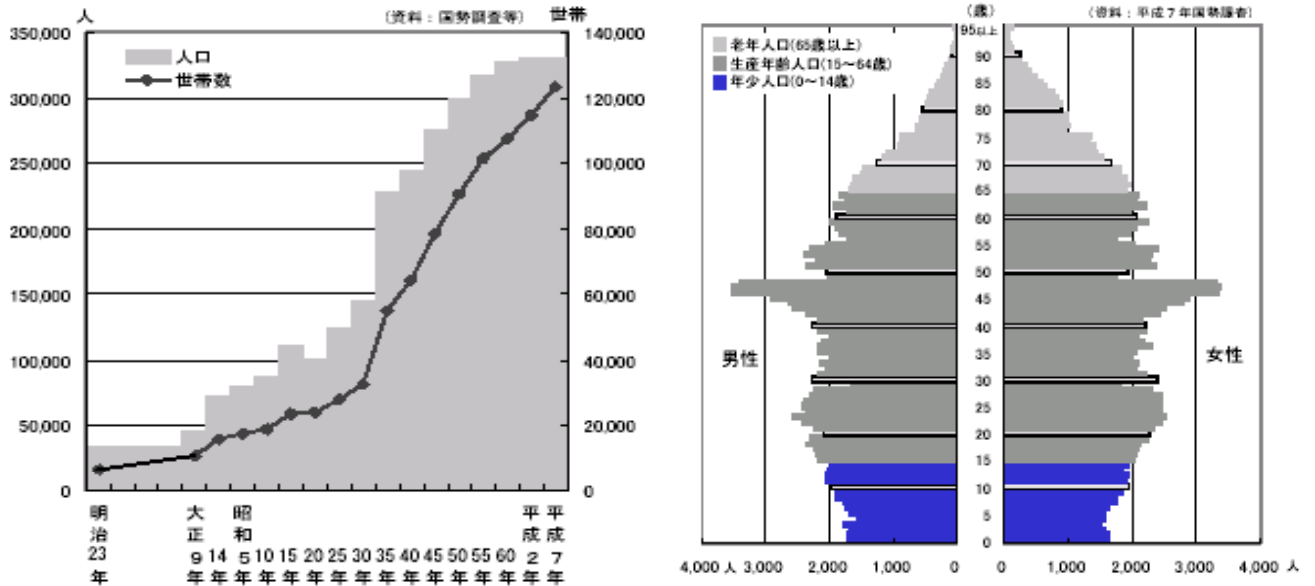 人 (資料：国勢調査等) 世帯
350,000 140,000
人口
世帯数
300,000 120,000
250,000 100,000
200,000 80,000
150,000 60,000
100,000 40,000
50,000 20,000
0 0
明治23年 大正9年 14年 昭和5年 10年 15年 20年 25年 30年 35年 40年 45年 50年 55年 60年 平成2年 平成7年
(歳) (資料：平成7年国勢調査)
95以上
老年人口(65歳以上)
生産年齢人口(15～64歳)
年少人口(0～14歳)
90
85
80
75
70
65
60
55
50
45
40
男性 35 女性
30
25
20
15
10
5
0
4,000 人 3,000 2,000 1,000 0 0 1,000 2,000 3,000 4,000 人